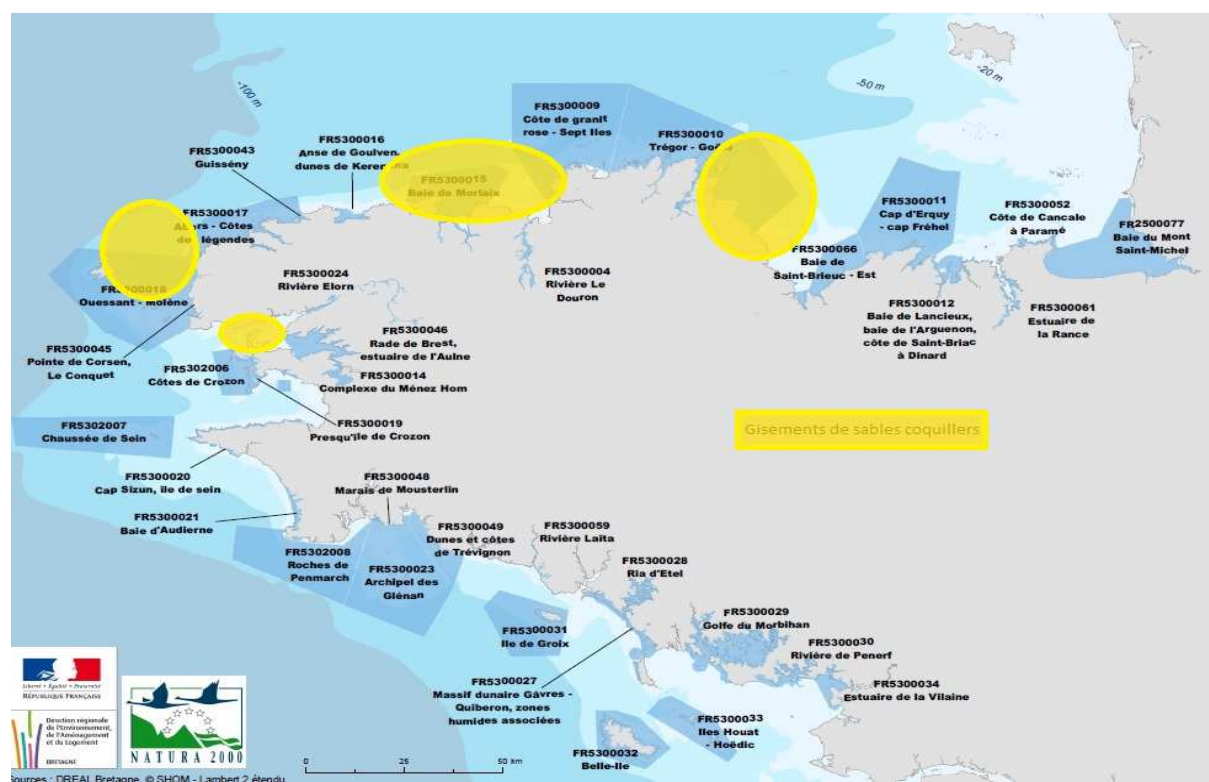 -100 m
-50 m
-20 m
FR5300009
Côte de granit
rose - Sept Iles
FR5300010
Trégor - Goëlo
FR5300016
Anse de Goulven,
dunes de Keremma
FR5300043
Guissény
FR5300015
Baie de Morlaix
FR5300017
Abers - Côtes
des légendes
FR5300011
Cap d'Erquy
- cap Fréhel
FR5300052
Côte de Cancale
à Paramé
FR2500077
Baie du Mont
Saint-Michel
FR5300066
Baie de
Saint-Brieuc - Est
FR5300024
Rivière Elorn
FR5300004
Rivière Le
Douron
FR5300018
Ouessant - Molène
FR5300012
Baie de Lancieux,
baie de l'Arguenon,
côte de Saint-Briac
à Dinard
FR5300061
Estuaire de
la Rance
FR5300046
Rade de Brest,
estuaire de l'Aulne
FR5300045
Pointe de Corsen,
Le Conquet
FR5302006
Côtes de Crozon
FR5300014
Complexe du Ménez Hom
FR5300019
Presqu'ile de Crozon
FR5302007
Chaussée de Sein
Gisements de sables coquillers
FR5300020
Cap Sizun, île de sein
FR5300048
Marais de Mousterlin
FR5300021
Baie d'Audierne
FR5300049
Dunes et côtes
de Trévignon
FR5300059
Rivière Laïta
FR5302008
Roches de
Penmarch
FR5300023
Archipel des
Glénan
FR5300028
Ria d'Etel
FR5300029
Golfe du Morbihan
FR5300031
Ile de Groix
FR5300030
Rivière de Penerf
FR5300027
Massif dunaire Gâvres -
Quiberon, zones
humides associées
FR5300034
Estuaire de la Vilaine
FR5300033
Iles Houat
- Hoëdic
FR5300032
Belle-Ile
Liberté • Égalité • Fraternité
RÉPUBLIQUE FRANÇAISE
Direction régionale
de l'Environnement,
de l'Aménagement
et du Logement
BRETAGNE
NATURA 2000
0 25 50 km
Sources : DREAL Bretagne, © SHOM - Lambert 2 étendu